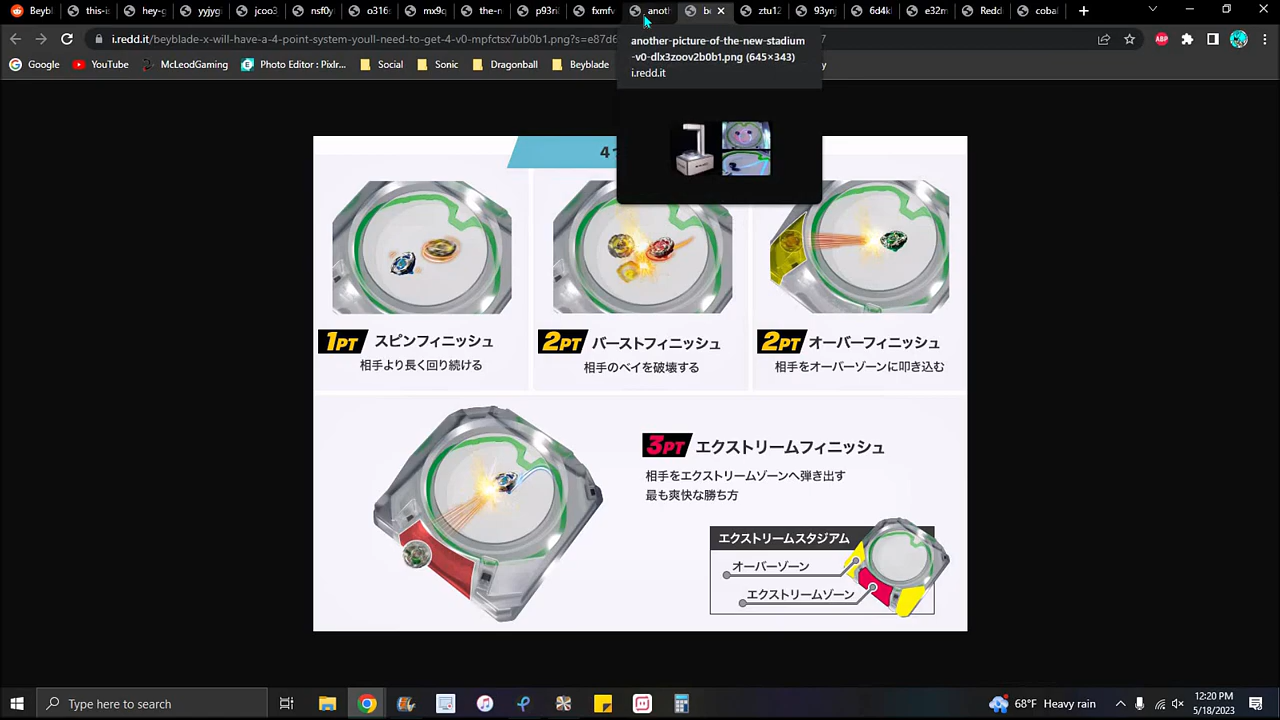 Beybl
this-is
hey-g
yyjyg
jcoo3
nsf0y
o316
mx9q
the-n
p93ri
fxmfv
anoth
be
ztu12
93ynj
6d4kl
e32m
Redd
cobal
i.redd.it/beyblade-x-will-have-a-4-point-system-youll-need-to-get-4-v0-mpfctsx7ub0b1.png?s=e87d6
ABP
Google
YouTube
McLeodGaming
Photo Editor : Pixlr...
Social
Sonic
Dragonball
Beyblade
another-picture-of-the-new-stadium
-v0-dlx3zoov2b0b1.png (645×343)
i.redd.it
1PT スピンフィニッシュ
相手より長く回り続ける
2PT バーストフィニッシュ
相手のベイを破壊する
2PT オーバーフィニッシュ
相手をオーバーゾーンに叩き込む
3PT エクストリームフィニッシュ
相手をエクストリームゾーンへ弾き出す
最も爽快な勝ち方
エクストリームスタジアム
オーバーゾーン
エクストリームゾーン
Type here to search
68°F Heavy rain
12:20 PM
5/18/2023